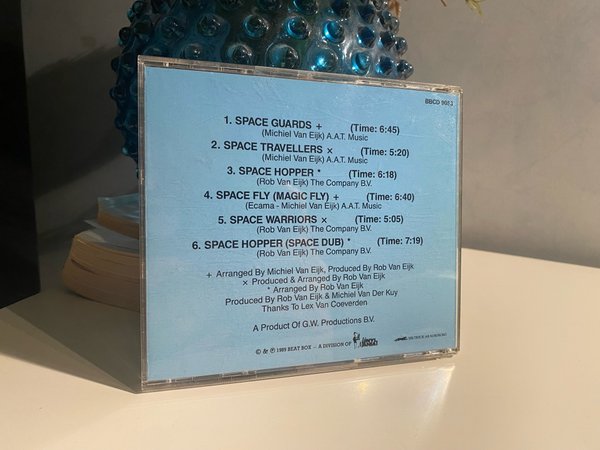 BBCD 9083
1. SPACE GUARDS + (Time: 6:45)
(Michiel Van Eijk) A.A.T. Music
2. SPACE TRAVELLERS × (Time: 5:20)
(Michiel Van Eijk) A.A.T. Music
3. SPACE HOPPER * (Time: 6:18)
(Rob Van Eijk) The Company B.V.
4. SPACE FLY (MAGIC FLY) + (Time: 6:40)
(Ecama - Michiel Van Eijk) A.A.T. Music
5. SPACE WARRIORS × (Time: 5:05)
(Rob Van Eijk) The Company B.V.
6. SPACE HOPPER (SPACE DUB) * (Time: 7:19)
(Rob Van Eijk) The Company B.V.
+ Arranged By Michiel Van Eijk, Produced By Rob Van Eijk
× Produced & Arranged By Rob Van Eijk
* Arranged By Rob Van Eijk
Produced By Rob Van Eijk & Michiel Van Der Kuy
Thanks To Lex Van Coeverden
A Product Of G.W. Productions B.V.
© & ℗ 1989 BEAT BOX — A DIVISION OF